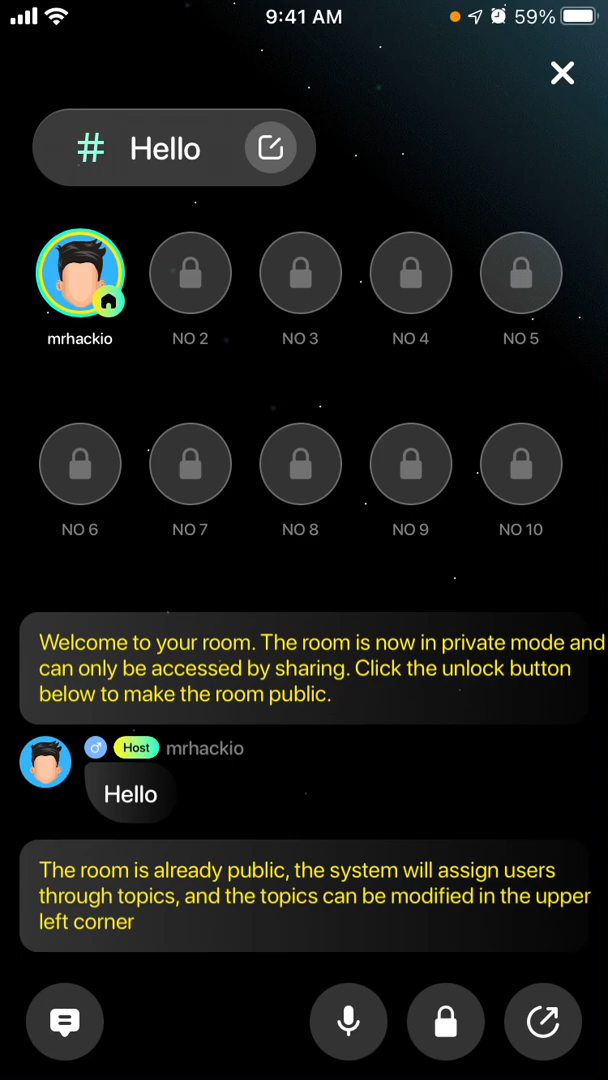 9:41 AM
59%
# Hello
mrhackio
NO 2
NO 3
NO 4
NO 5
NO 6
NO 7
NO 8
NO 9
NO 10
Welcome to your room. The room is now in private mode and
can only be accessed by sharing. Click the unlock button
below to make the room public.
Host mrhackio
Hello
The room is already public, the system will assign users
through topics, and the topics can be modified in the upper
left corner